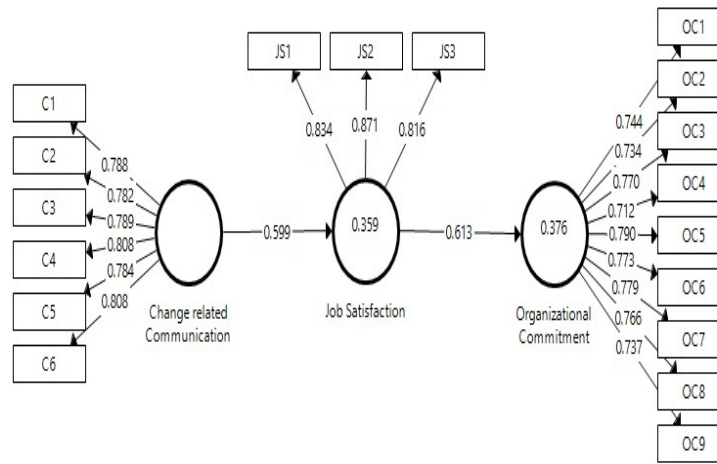 OC1
JS1
JS2
JS3
OC2
C1
0.744
0.834
0.871
0.816
0.734
OC3
0.788
0.770
C2
0.782
OC4
C3
0.789
0.712
0.359
0.376
0.599
0.613
0.790
OC5
0.808
C4
0.773
0.784
OC6
0.779
C5
0.808
Change related
Communication
Job Satisfaction
Organizational
Commitment
0.766
OC7
0.737
C6
OC8
OC9